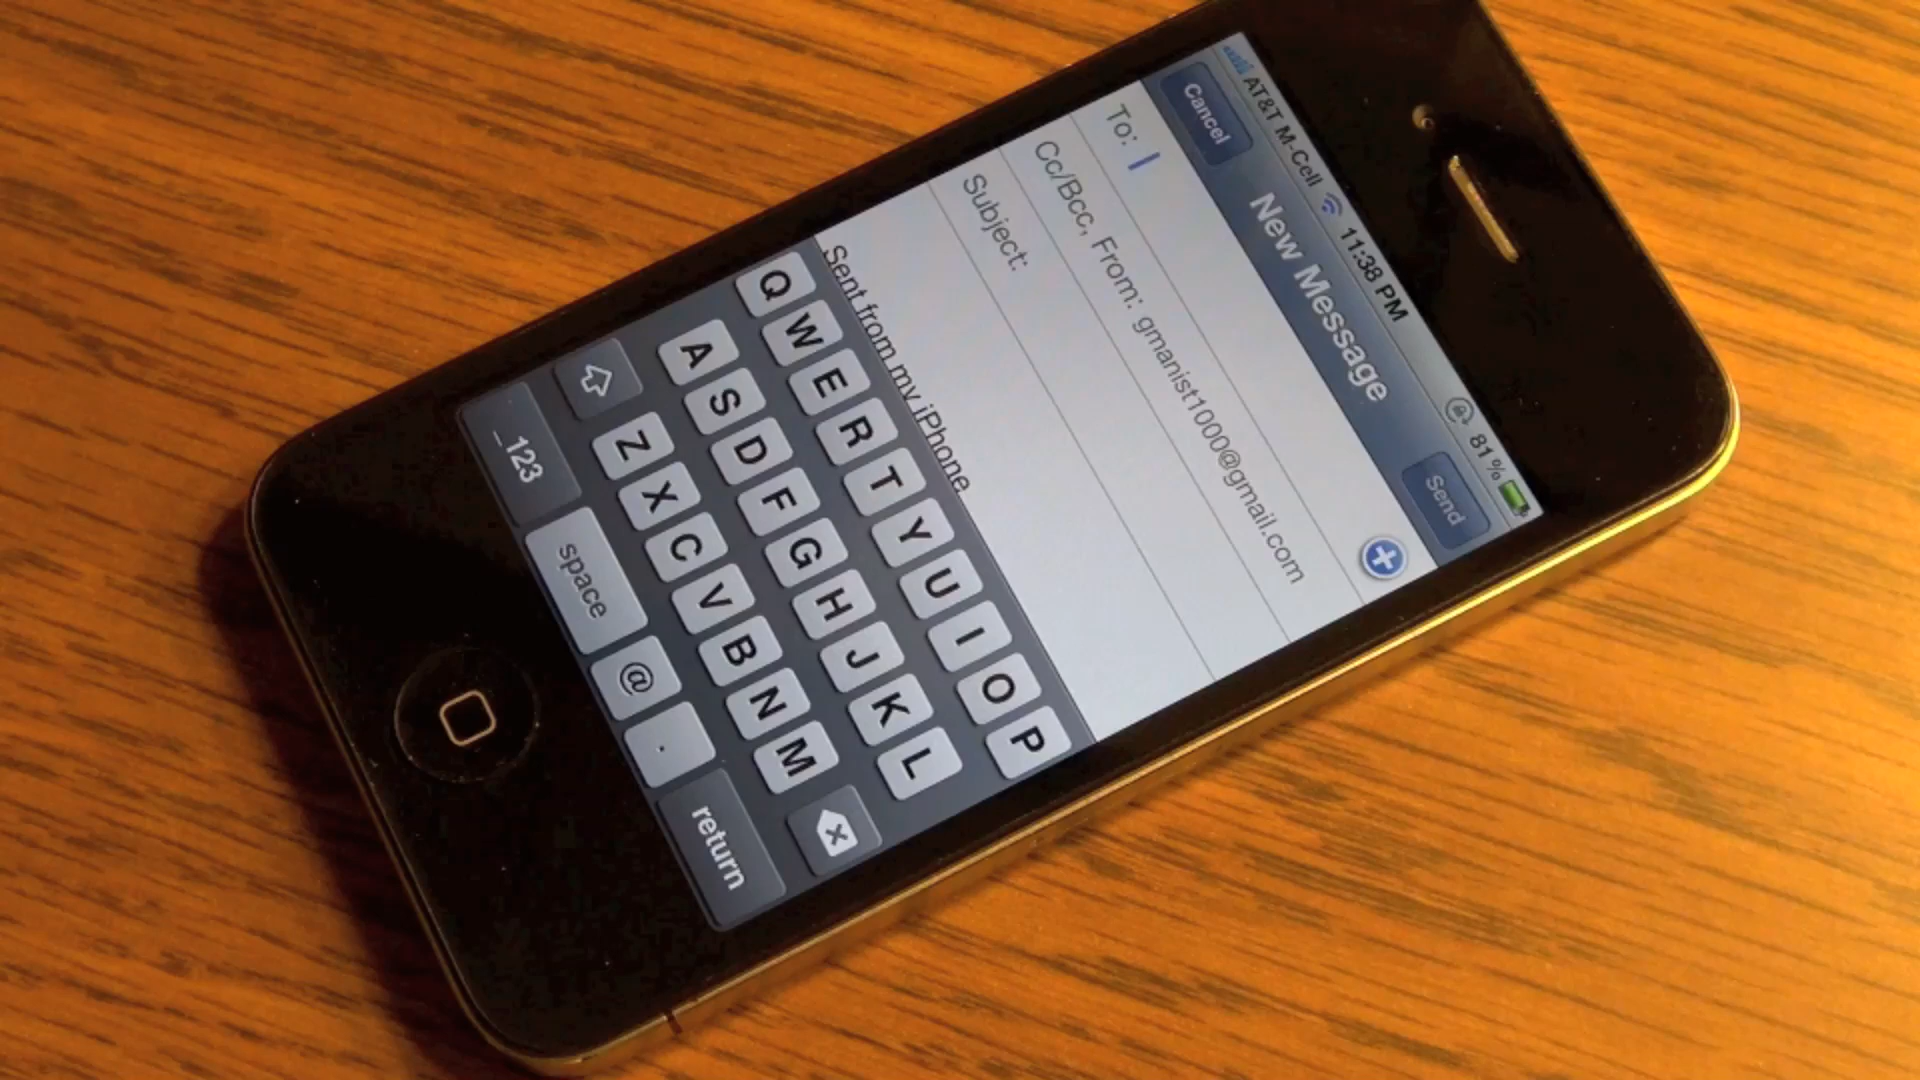 AT&T M-Cell 11:38 PM 81%
Cancel New Message Send
To:
Cc/Bcc, From: gmanist1000@gmail.com
Subject:
Sent from my iPhone
Q W E R T Y U I O P
A S D F G H J K L
Z X C V B N M
_123 space @ . return